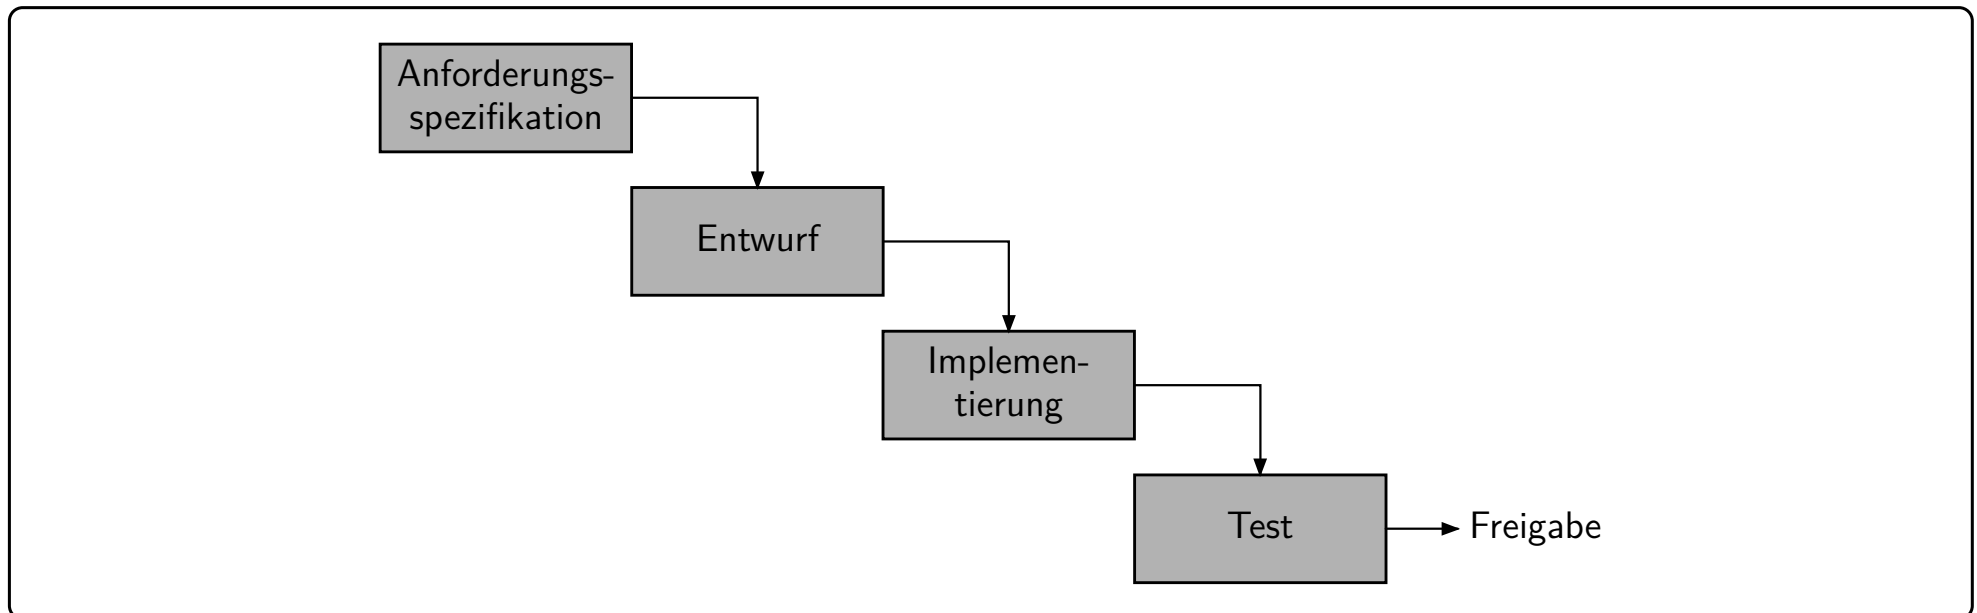 Anforderungs-
spezifikation
Entwurf
Implemen-
tierung
Test
Freigabe